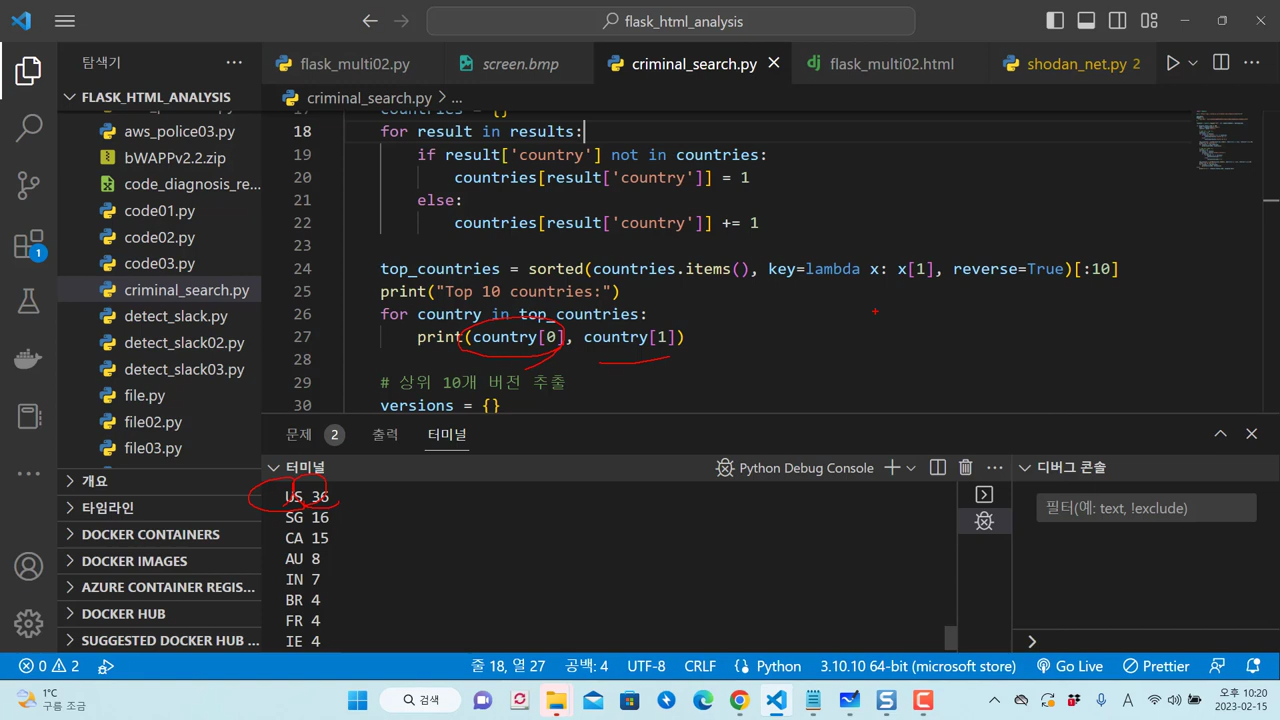 flask_html_analysis
탐색기
flask_multi02.py
screen.bmp
criminal_search.py
flask_multi02.html
shodan_net.py 2
FLASK_HTML_ANALYSIS
criminal_search.py > ...
aws_police03.py
bWAPPv2.2.zip
code_diagnosis_re...
code01.py
code02.py
code03.py
criminal_search.py
detect_slack.py
detect_slack02.py
detect_slack03.py
file.py
file02.py
file03.py
개요
타임라인
DOCKER CONTAINERS
DOCKER IMAGES
AZURE CONTAINER REGIS...
DOCKER HUB
SUGGESTED DOCKER HUB ...
1
17 countries = {}
18 for result in results:
19 if result['country'] not in countries:
20 countries[result['country']] = 1
21 else:
22 countries[result['country']] += 1
23
24 top_countries = sorted(countries.items(), key=lambda x: x[1], reverse=True)[:10]
25 print("Top 10 countries:")
26 for country in top_countries:
27 print(country[0], country[1])
28
29 # 상위 10개 버전 추출
30 versions = {}
문제 2 출력 터미널
터미널
Python Debug Console
디버그 콘솔
필터(예: text, !exclude)
US 36
SG 16
CA 15
AU 8
IN 7
BR 4
FR 4
IE 4
0 2
줄 18, 열 27 공백: 4 UTF-8 CRLF Python 3.10.10 64-bit (microsoft store) Go Live Prettier
1°C
구름 조금
검색
A
오후 10:20
2023-02-15